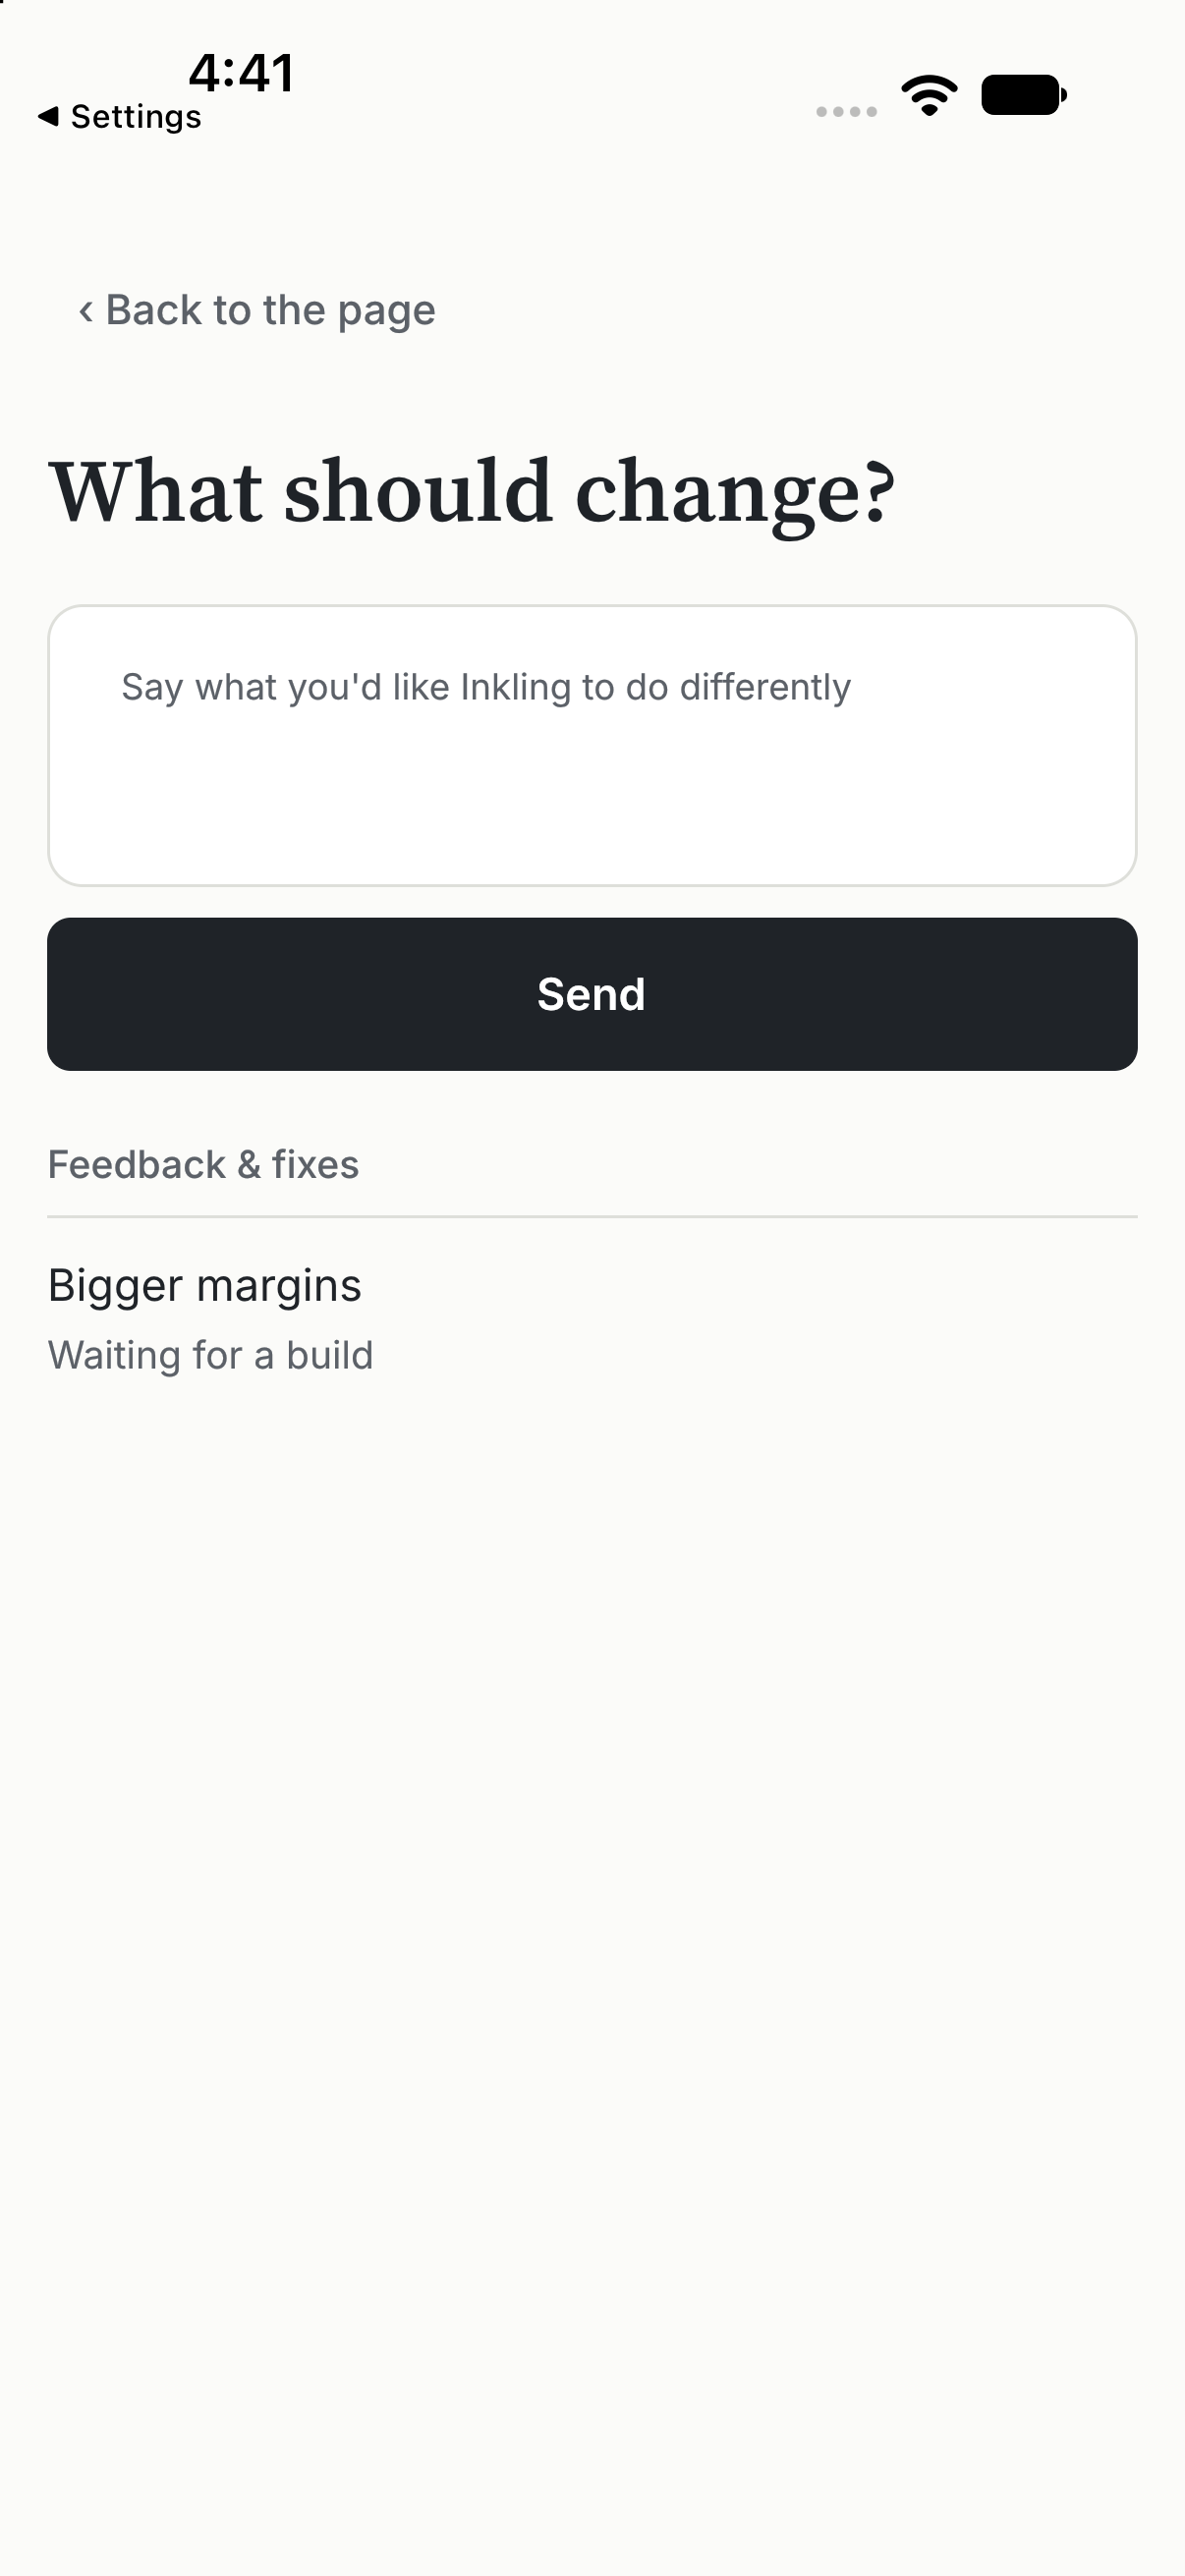 4:41
◀ Settings
‹ Back to the page
What should change?
Say what you'd like Inkling to do differently
Send
Feedback & fixes
Bigger margins
Waiting for a build